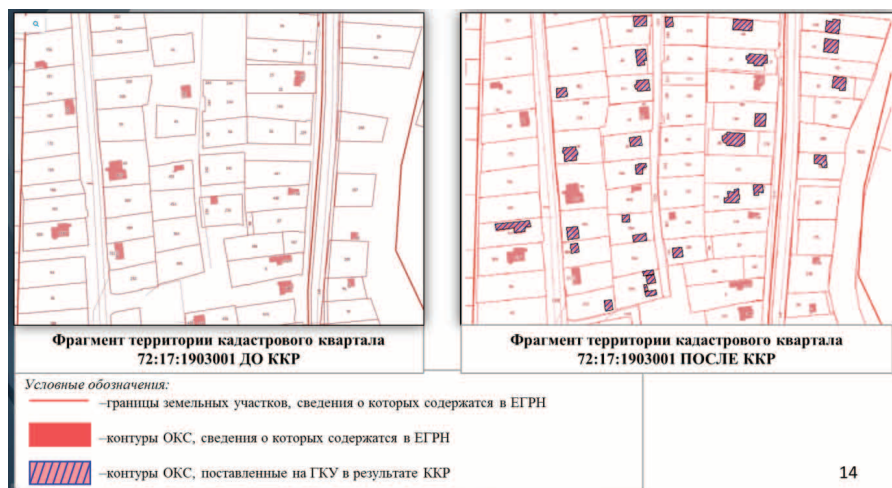 Фрагмент территории кадастрового квартала
72:17:1903001 ДО ККР
Фрагмент территории кадастрового квартала
72:17:1903001 ПОСЛЕ ККР
Условные обозначения:
–границы земельных участков, сведения о которых содержатся в ЕГРН
–контуры ОКС, сведения о которых содержатся в ЕГРН
–контуры ОКС, поставленные на ГКУ в результате ККР
14